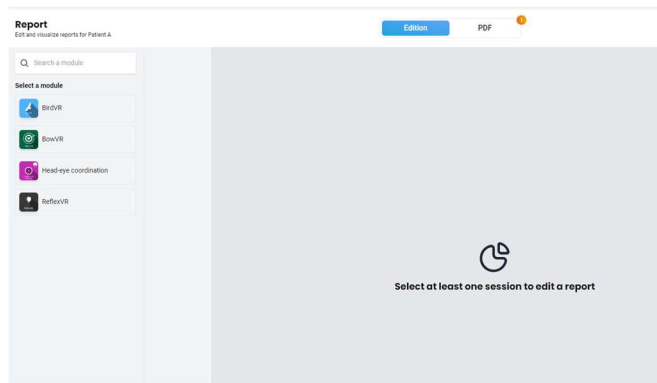 Report
Edit and visualize reports for Patient A
Edition
PDF
1
Search a module
Select a module
BirdVR
BowVR
Head-eye coordination
ReflexVR
Select at least one session to edit a report